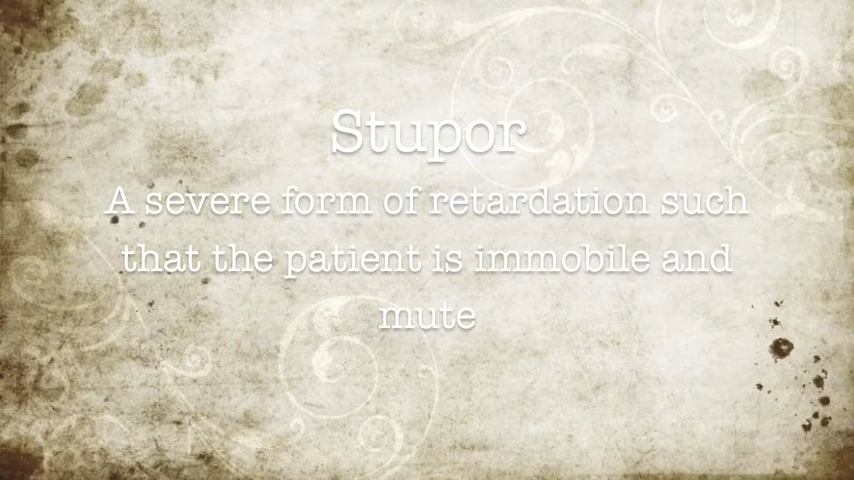 Stupor
A severe form of retardation such
that the patient is immobile and
mute